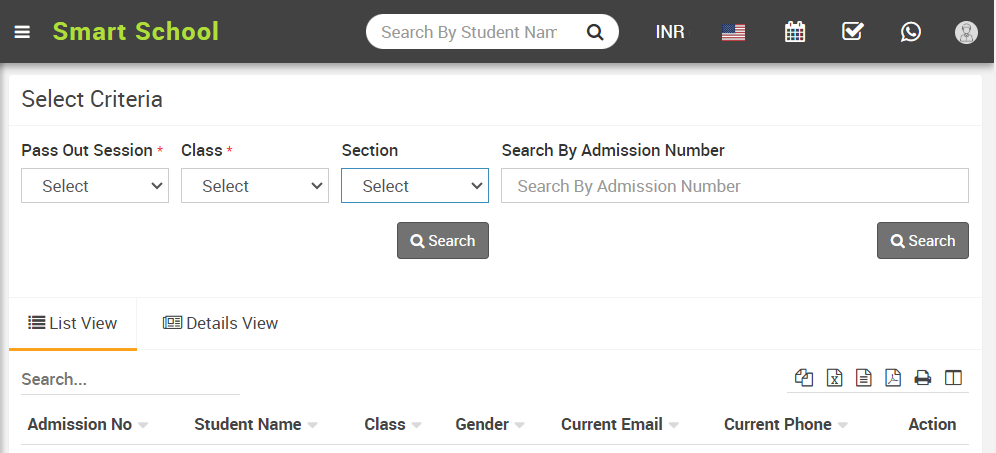 Smart School Search By Student Nam INR
Select Criteria
Pass Out Session * Class * Section Search By Admission Number
Select Select Select Search By Admission Number
Search Search
List View Details View
Search...
Admission No Student Name Class Gender Current Email Current Phone Action